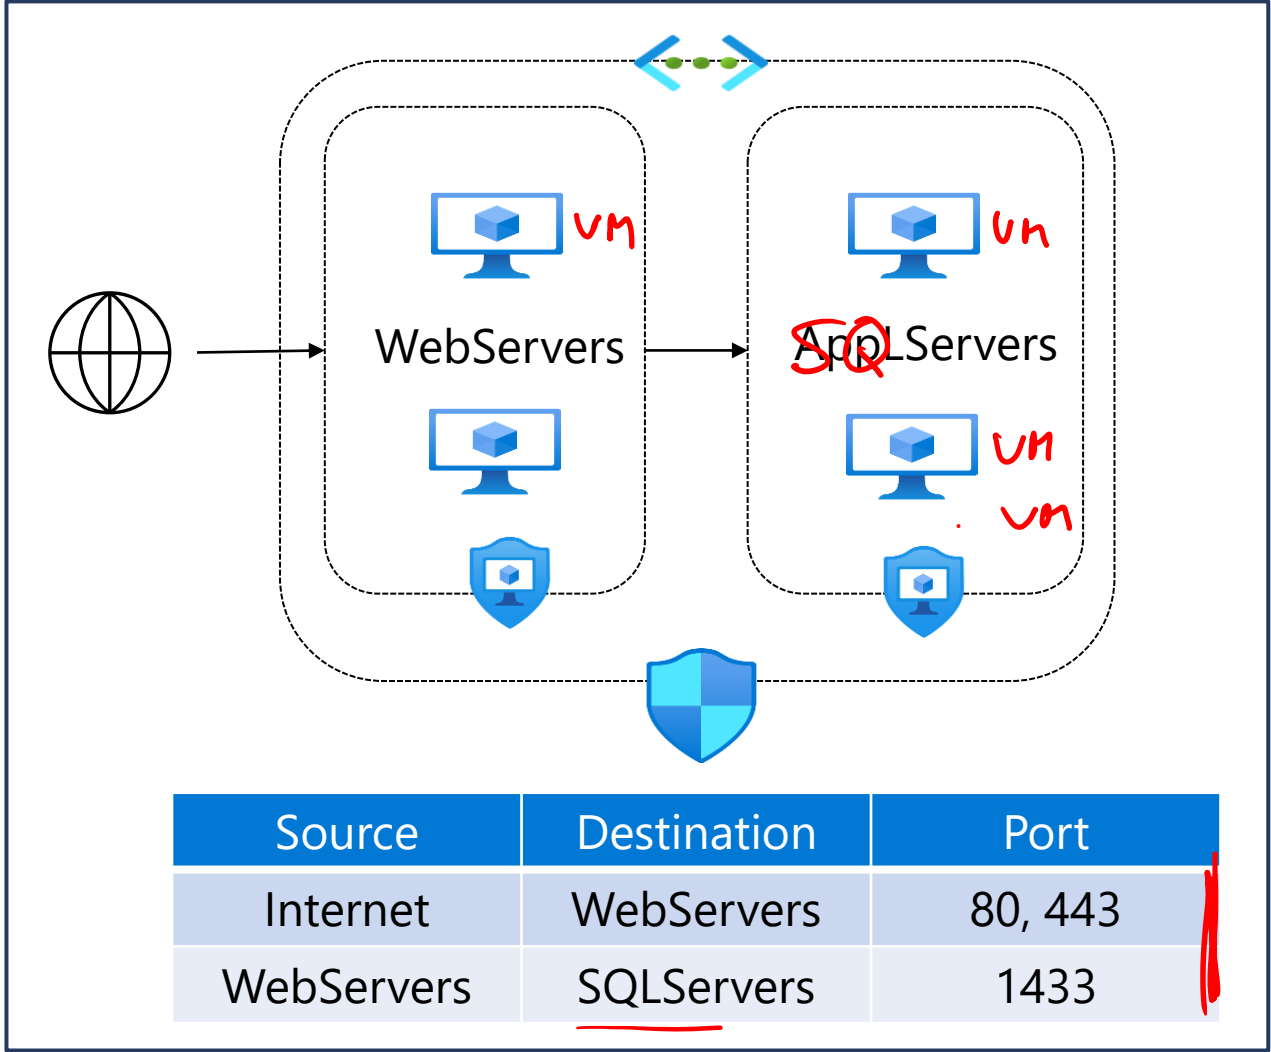 VM
VM
WebServers
SQ
AppLServers
VM
VM
Source Destination Port
Internet WebServers 80, 443
WebServers SQLServers 1433